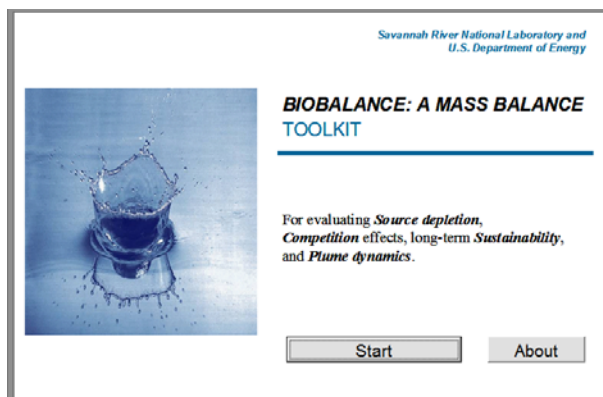 Savannah River National Laboratory and
U.S. Department of Energy
BIOBALANCE: A MASS BALANCE
TOOLKIT
For evaluating Source depletion,
Competition effects, long-term Sustainability,
and Plume dynamics.
Start
About